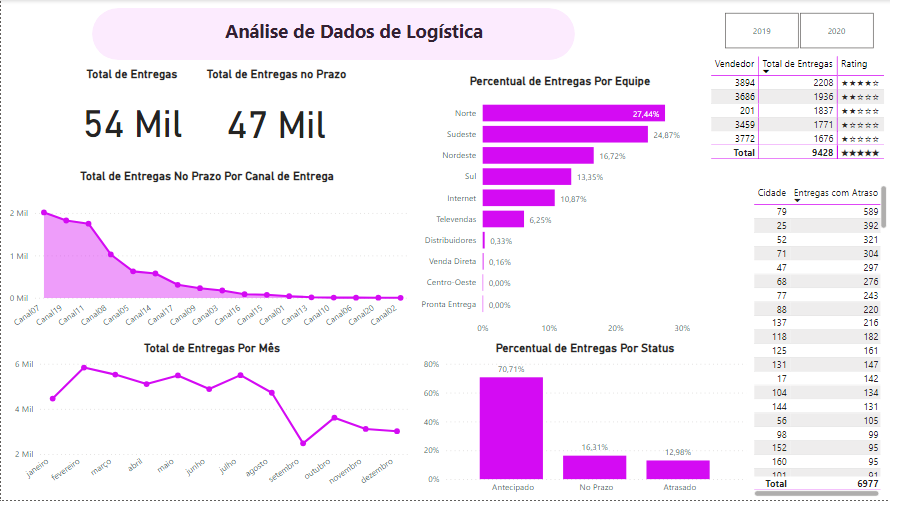 Análise de Dados de Logística
2019 2020
Total de Entregas
54 Mil
Total de Entregas no Prazo
47 Mil
Total de Entregas No Prazo Por Canal de Entrega
2 Mil
1 Mil
0 Mil
Canal07 Canal19 Canal11 Canal08 Canal05 Canal14 Canal17 Canal09 Canal03 Canal16 Canal15 Canal01 Canal13 Canal10 Canal06 Canal20 Canal02
Percentual de Entregas Por Equipe
Norte 27,44%
Sudeste 24,87%
Nordeste 16,72%
Sul 13,35%
Internet 10,87%
Televendas 6,25%
Distribuidores 0,33%
Venda Direta 0,16%
Centro-Oeste 0,00%
Pronta Entrega 0,00%
0% 10% 20% 30%
Vendedor Total de Entregas Rating
3894 2208 ★★★★☆
3686 1936 ★★☆☆☆
201 1837 ★★☆☆☆
3459 1771 ★☆☆☆☆
3772 1676 ★☆☆☆☆
Total 9428 ★★★★★
Total de Entregas Por Mês
6 Mil
4 Mil
2 Mil
janeiro fevereiro março abril maio junho julho agosto setembro outubro novembro dezembro
Percentual de Entregas Por Status
80%
60%
40%
20%
0%
70,71% 16,31% 12,98%
Antecipado No Prazo Atrasado
Cidade Entregas com Atraso
79 589
25 392
52 321
71 304
47 297
68 276
77 243
88 220
137 216
118 182
125 161
131 147
17 142
104 134
144 131
56 105
98 99
152 95
160 95
101 91
Total 6977